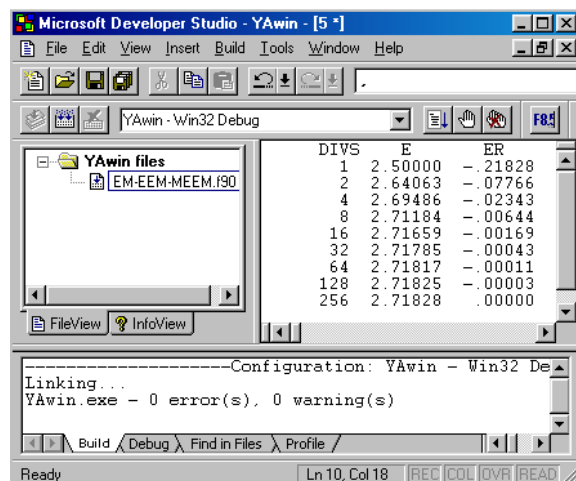 Microsoft Developer Studio - YAwin - [5 *]
File Edit View Insert Build Tools Window Help
,
YAwin - Win32 Debug
F8
YAwin files
EM-EEM-MEEM.f90
FileView InfoView
DIVS E ER
1 2.50000 -.21828
2 2.64063 -.07766
4 2.69486 -.02343
8 2.71184 -.00644
16 2.71659 -.00169
32 2.71785 -.00043
64 2.71817 -.00011
128 2.71825 -.00003
256 2.71828 .00000
--------------------Configuration: YAwin - Win32 De
Linking...
YAwin.exe - 0 error(s), 0 warning(s)
Build Debug Find in Files Profile
Ready Ln 10, Col 18 REC COL OVR READ